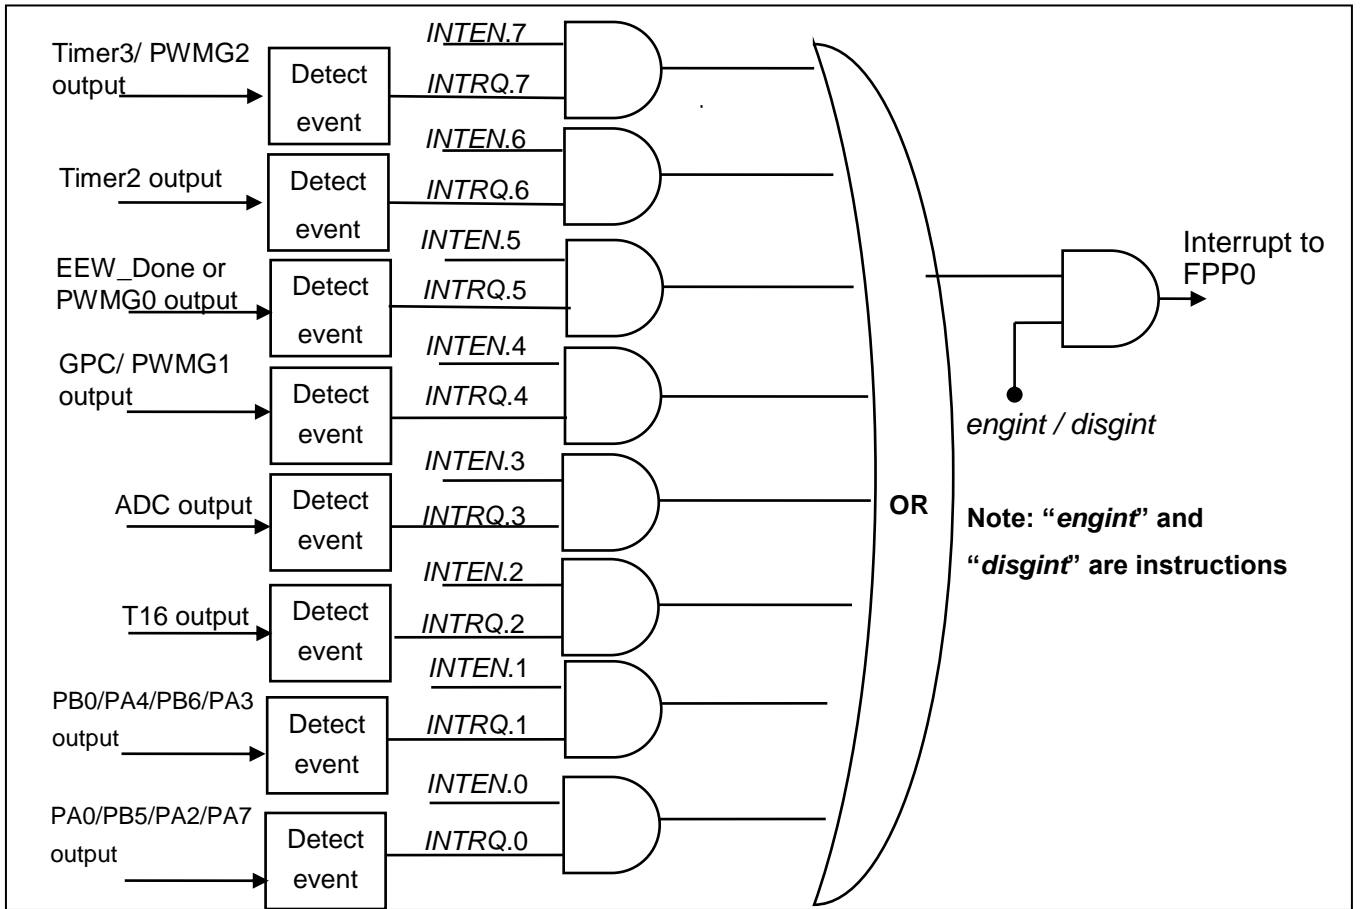 Timer3/ PWMG2
output
Detect
event
INTEN.7
INTRQ.7
Timer2 output
Detect
event
INTEN.6
INTRQ.6
EEW_Done or
PWMG0 output
Detect
event
INTEN.5
INTRQ.5
GPC/ PWMG1
output
Detect
event
INTEN.4
INTRQ.4
ADC output
Detect
event
INTEN.3
INTRQ.3
T16 output
Detect
event
INTEN.2
INTRQ.2
PB0/PA4/PB6/PA3
output
Detect
event
INTEN.1
INTRQ.1
PA0/PB5/PA2/PA7
output
Detect
event
INTEN.0
INTRQ.0
OR
Interrupt to
FPP0
engint / disgint
Note: “engint” and
“disgint” are instructions